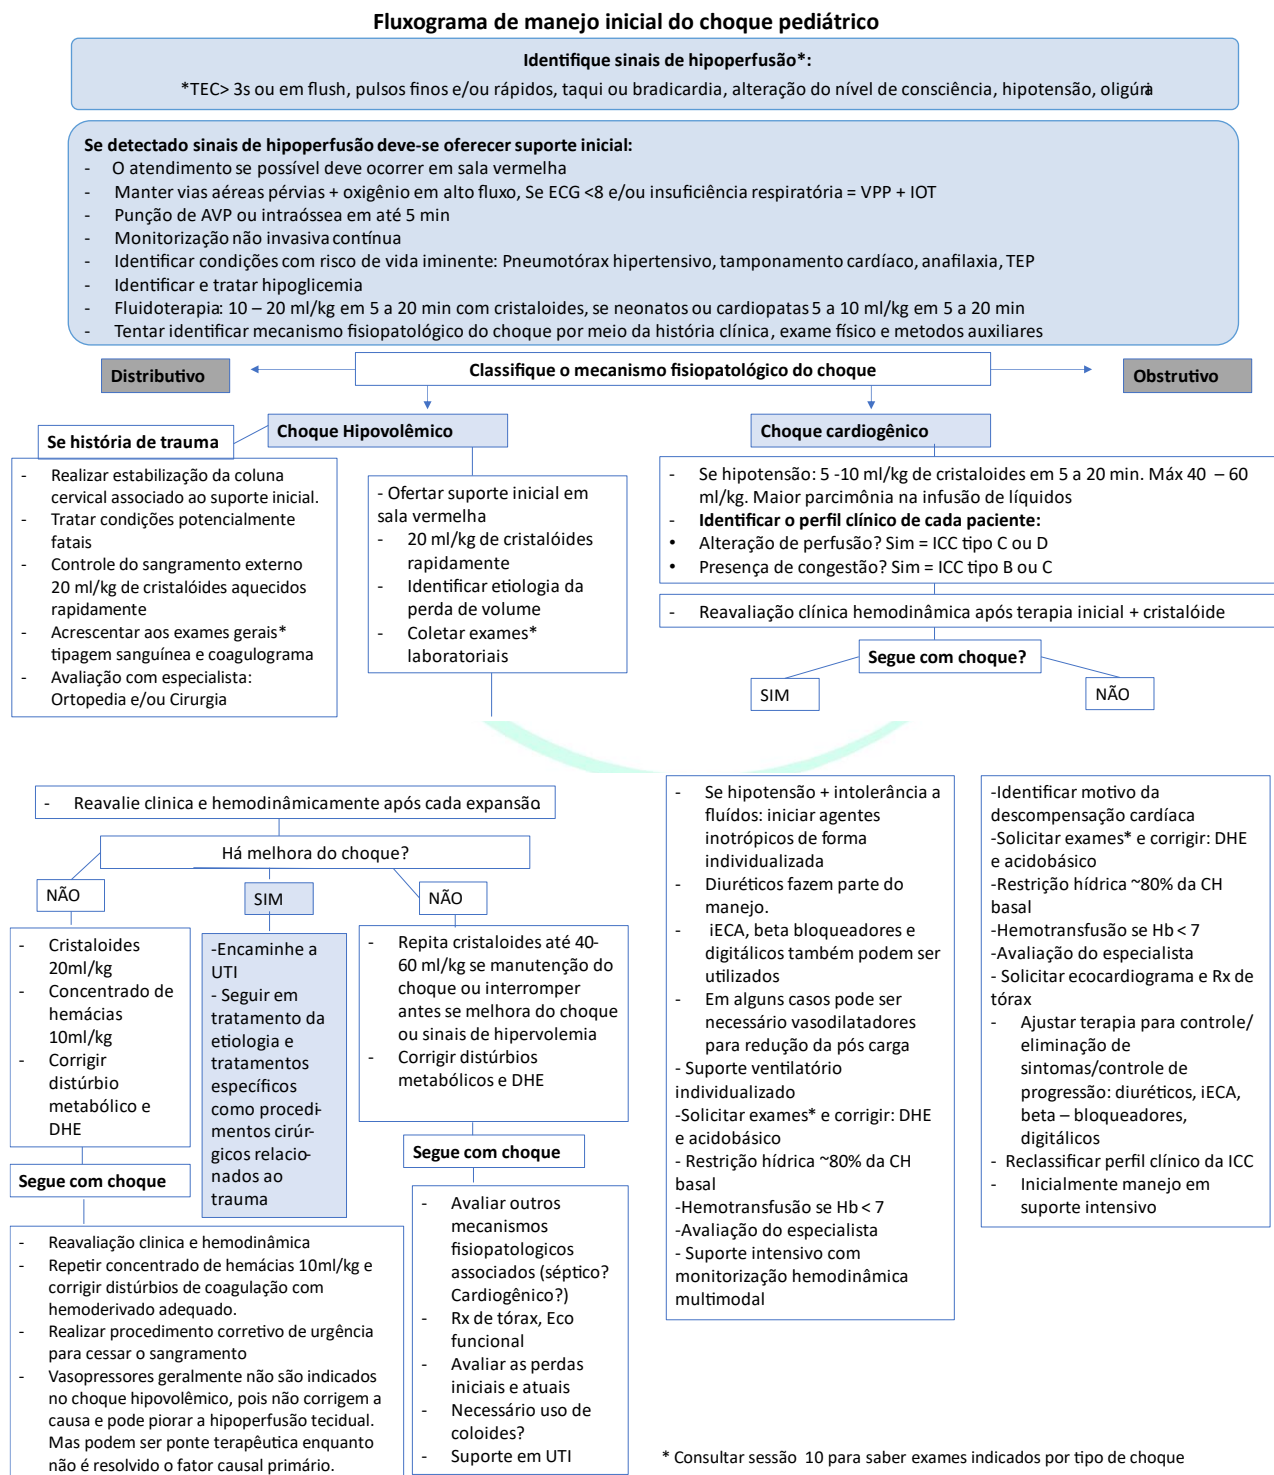 Fluxograma de manejo inicial do choque pediátrico
Identifique sinais de hipoperfusão*:
*TEC> 3s ou em flush, pulsos finos e/ou rápidos, taqui ou bradicardia, alteração do nível de consciência, hipotensão, oligúria
Se detectado sinais de hipoperfusão deve-se oferecer suporte inicial:
- O atendimento se possível deve ocorrer em sala vermelha
- Manter vias aéreas pérvias + oxigênio em alto fluxo, Se ECG <8 e/ou insuficiência respiratória = VPP + IOT
- Punção de AVP ou intraóssea em até 5 min
- Monitorização não invasiva contínua
- Identificar condições com risco de vida iminente: Pneumotórax hipertensivo, tamponamento cardíaco, anafilaxia, TEP
- Identificar e tratar hipoglicemia
- Fluidoterapia: 10 – 20 ml/kg em 5 a 20 min com cristaloides, se neonatos ou cardiopatas 5 a 10 ml/kg em 5 a 20 min
- Tentar identificar mecanismo fisiopatológico do choque por meio da história clínica, exame físico e metodos auxiliares
Distributivo
Classifique o mecanismo fisiopatológico do choque
Obstrutivo
Se história de trauma
Choque Hipovolêmico
Choque cardiogênico
- Realizar estabilização da coluna
cervical associado ao suporte inicial.
- Tratar condições potencialmente
fatais
- Controle do sangramento externo
20 ml/kg de cristalóides aquecidos
rapidamente
- Acrescentar aos exames gerais*
tipagem sanguínea e coagulograma
- Avaliação com especialista:
Ortopedia e/ou Cirurgia
- Ofertar suporte inicial em
sala vermelha
- 20 ml/kg de cristalóides
rapidamente
- Identificar etiologia da
perda de volume
- Coletar exames*
laboratoriais
- Se hipotensão: 5 -10 ml/kg de cristaloides em 5 a 20 min. Máx 40 – 60
ml/kg. Maior parcimônia na infusão de líquidos
- Identificar o perfil clínico de cada paciente:
• Alteração de perfusão? Sim = ICC tipo C ou D
• Presença de congestão? Sim = ICC tipo B ou C
- Reavaliação clínica hemodinâmica após terapia inicial + cristalóide
Segue com choque?
SIM
NÃO
- Reavalie clinica e hemodinâmicamente após cada expansão.
Há melhora do choque?
NÃO
SIM
NÃO
- Cristaloides
20ml/kg
- Concentrado de
hemácias
10ml/kg
- Corrigir
distúrbio
metabólico e
DHE
-Encaminhe a
UTI
- Seguir em
tratamento da
etiologia e
tratamentos
específicos
como procedi-
mentos cirúr-
gicos relacio-
nados ao
trauma
- Repita cristaloides até 40-
60 ml/kg se manutenção do
choque ou interromper
antes se melhora do choque
ou sinais de hipervolemia
- Corrigir distúrbios
metabólicos e DHE
Segue com choque
- Reavaliação clinica e hemodinâmica
- Repetir concentrado de hemácias 10ml/kg e
corrigir distúrbios de coagulação com
hemoderivado adequado.
- Realizar procedimento corretivo de urgência
para cessar o sangramento
- Vasopressores geralmente não são indicados
no choque hipovolêmico, pois não corrigem a
causa e pode piorar a hipoperfusão tecidual.
Mas podem ser ponte terapêutica enquanto
não é resolvido o fator causal primário.
Segue com choque
- Avaliar outros
mecanismos
fisiopatologicos
associados (séptico?
Cardiogênico?)
- Rx de tórax, Eco
funcional
- Avaliar as perdas
iniciais e atuais
- Necessário uso de
coloides?
- Suporte em UTI
- Se hipotensão + intolerância a
fluídos: iniciar agentes
inotrópicos de forma
individualizada
- Diuréticos fazem parte do
manejo.
- iECA, beta bloqueadores e
digitálicos também podem ser
utilizados
- Em alguns casos pode ser
necessário vasodilatadores
para redução da pós carga
- Suporte ventilatório
individualizado
-Solicitar exames* e corrigir: DHE
e acidobásico
- Restrição hídrica ~80% da CH
basal
-Hemotransfusão se Hb < 7
-Avaliação do especialista
- Suporte intensivo com
monitorização hemodinâmica
multimodal
-Identificar motivo da
descompensação cardíaca
-Solicitar exames* e corrigir: DHE
e acidobásico
-Restrição hídrica ~80% da CH
basal
-Hemotransfusão se Hb < 7
-Avaliação do especialista
- Solicitar ecocardiograma e Rx de
tórax
- Ajustar terapia para controle/
eliminação de
sintomas/controle de
progressão: diuréticos, iECA,
beta – bloqueadores,
digitálicos
- Reclassificar perfil clínico da ICC
- Inicialmente manejo em
suporte intensivo
* Consultar sessão 10 para saber exames indicados por tipo de choque